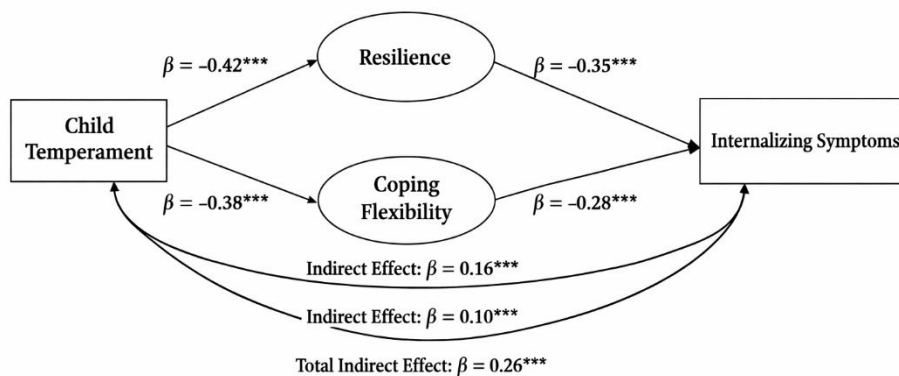 β = –0.42***
Resilience
β = –0.35***
Child
Temperament
Internalizing Symptoms
β = –0.38***
Coping
Flexibility
β = –0.28***
Indirect Effect: β = 0.16***
Indirect Effect: β = 0.10***
Total Indirect Effect: β = 0.26***